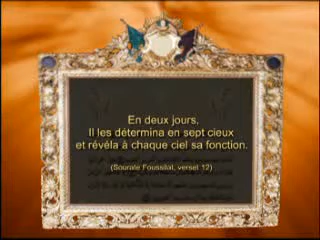 En deux jours,
Il les détermina en sept cieux
et révéla à chaque ciel sa fonction.
(Sourate Foussilat, verset 12)